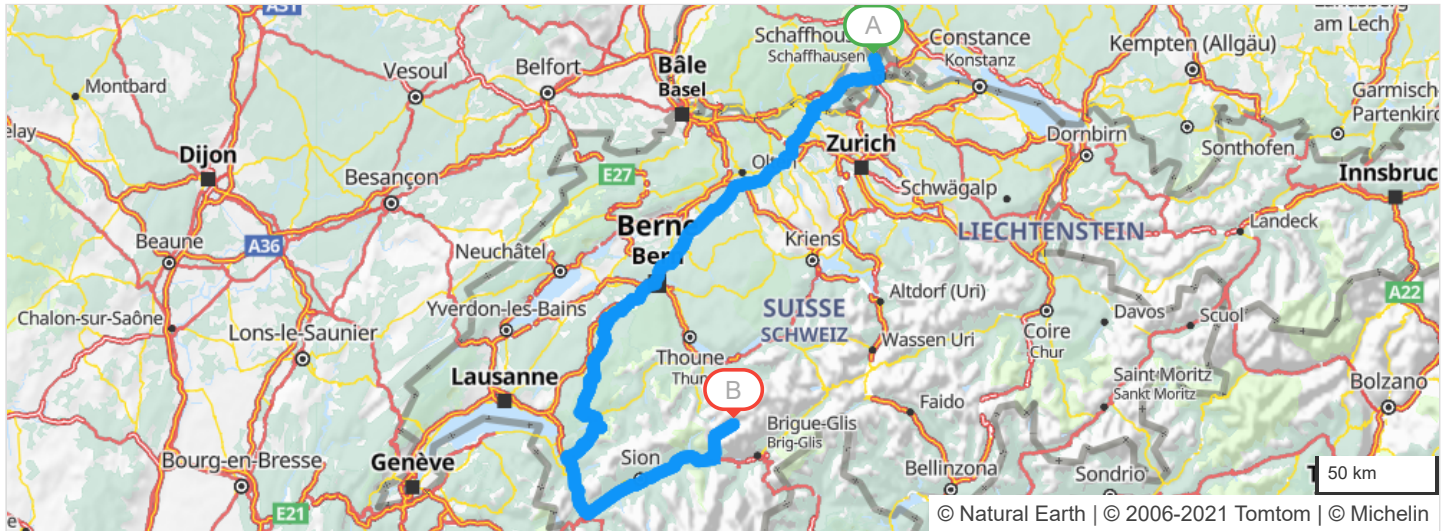 A31
Landsberg
am Lech
A
Schaffhou
Schaffhausen
Constance
Konstanz
Kempten (Allgäu)
Montbard
Vesoul
Belfort
Bâle
Basel
Garmisch
Partenkirc
elay
Dijon
Zurich
Dornbirn
Sonthofen
Besançon
E27
Schwägalp
Innsbruc
Beaune
A36
Neuchâtel
Berne
Bern
Kriens
LIECHTENSTEIN
Landeck
Chalon-sur-Saône
Lons-le-Saunier
Yverdon-les-Bains
SUISSE
SCHWEIZ
Altdorf (Uri)
A22
Coire
Chur
Davos
Scuol
Thoune
Thun
Wassen Uri
Lausanne
B
Saint-Moritz
Sankt Moritz
Bolzano
Faido
Brigue-Glis
Brig-Glis
Bourg-en-Bresse
Genève
Sion
Bellinzona
Sondrio
50 km
E21
© Natural Earth | © 2006-2021 Tomtom | © Michelin